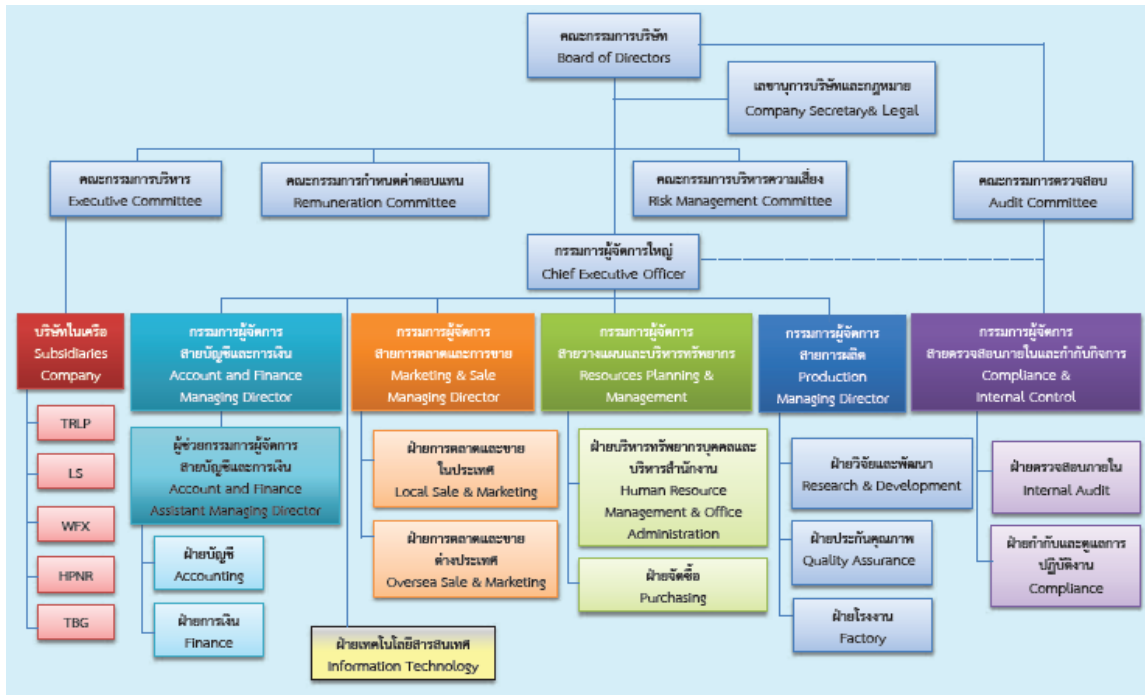 คณะกรรมการบริษัท
Board of Directors
เลขานุการบริษัทและกฎหมาย
Company Secretary& Legal
คณะกรรมการบริหาร
Executive Committee
คณะกรรมการกำหนดค่าตอบแทน
Remuneration Committee
คณะกรรมการบริหารความเสี่ยง
Risk Management Committee
คณะกรรมการตรวจสอบ
Audit Committee
กรรมการผู้จัดการใหญ่
Chief Executive Officer
บริษัทในเครือ
Subsidiaries
Company
TRLP
LS
WFX
HPNR
TBG
กรรมการผู้จัดการ
สายบัญชีและการเงิน
Account and Finance
Managing Director
ผู้ช่วยกรรมการผู้จัดการ
สายบัญชีและการเงิน
Account and Finance
Assistant Managing Director
ฝ่ายบัญชี
Accounting
ฝ่ายการเงิน
Finance
กรรมการผู้จัดการ
สายการตลาดและการขาย
Marketing & Sale
Managing Director
ฝ่ายการตลาดและขาย
ในประเทศ
Local Sale & Marketing
ฝ่ายการตลาดและขาย
ต่างประเทศ
Oversea Sale & Marketing
ฝ่ายเทคโนโลยีสารสนเทศ
Information Technology
กรรมการผู้จัดการ
สายวางแผนและบริหารทรัพยากร
Resources Planning &
Management
ฝ่ายบริหารทรัพยากรบุคคลและ
บริหารสำนักงาน
Human Resource
Management & Office
Administration
ฝ่ายจัดซื้อ
Purchasing
กรรมการผู้จัดการ
สายการผลิต
Production
Managing Director
ฝ่ายวิจัยและพัฒนา
Research & Development
ฝ่ายประกันคุณภาพ
Quality Assurance
ฝ่ายโรงงาน
Factory
กรรมการผู้จัดการ
สายตรวจสอบภายในและกำกับกิจการ
Compliance &
Internal Control
ฝ่ายตรวจสอบภายใน
Internal Audit
ฝ่ายกำกับและดูแลการ
ปฏิบัติงาน
Compliance